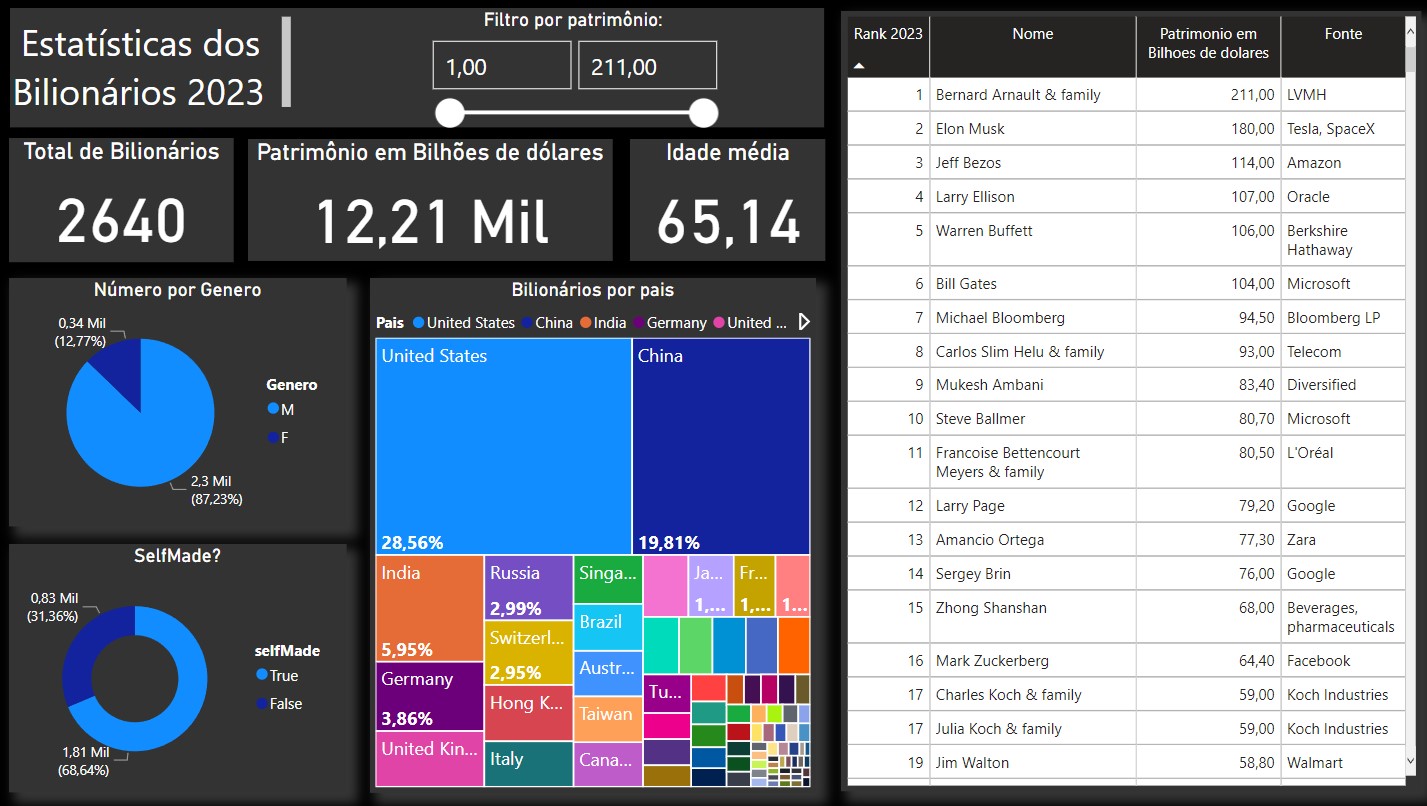 Estatísticas dos
Bilionários 2023
Filtro por patrimônio:
1,00
211,00
Total de Bilionários
2640
Patrimônio em Bilhões de dólares
12,21 Mil
Idade média
65,14
Número por Genero
0,34 Mil
(12,77%)
2,3 Mil
(87,23%)
Genero
M
F
SelfMade?
0,83 Mil
(31,36%)
1,81 Mil
(68,64%)
selfMade
True
False
Bilionários por pais
Pais United States China India Germany United ...
United States
28,56%
China
19,81%
India
5,95%
Germany
3,86%
United Kin...
Russia
2,99%
Switzerl...
2,95%
Hong K...
Italy
Singa...
Brazil
Austr...
Taiwan
Cana...
Ja...
1,...
Fr...
1,...
1...
Tu...
Rank 2023 Nome Patrimonio em Bilhoes de dolares Fonte
1 Bernard Arnault & family 211,00 LVMH
2 Elon Musk 180,00 Tesla, SpaceX
3 Jeff Bezos 114,00 Amazon
4 Larry Ellison 107,00 Oracle
5 Warren Buffett 106,00 Berkshire
Hathaway
6 Bill Gates 104,00 Microsoft
7 Michael Bloomberg 94,50 Bloomberg LP
8 Carlos Slim Helu & family 93,00 Telecom
9 Mukesh Ambani 83,40 Diversified
10 Steve Ballmer 80,70 Microsoft
11 Francoise Bettencourt 80,50 L'Oréal
Meyers & family
12 Larry Page 79,20 Google
13 Amancio Ortega 77,30 Zara
14 Sergey Brin 76,00 Google
15 Zhong Shanshan 68,00 Beverages,
pharmaceuticals
16 Mark Zuckerberg 64,40 Facebook
17 Charles Koch & family 59,00 Koch Industries
17 Julia Koch & family 59,00 Koch Industries
19 Jim Walton 58,80 Walmart